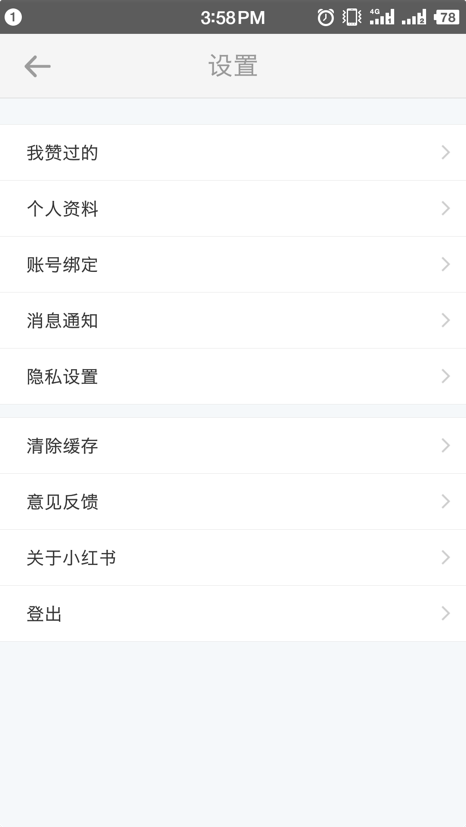 1
3:58PM
4G
2
78
设置
我赞过的
个人资料
账号绑定
消息通知
隐私设置
清除缓存
意见反馈
关于小红书
登出